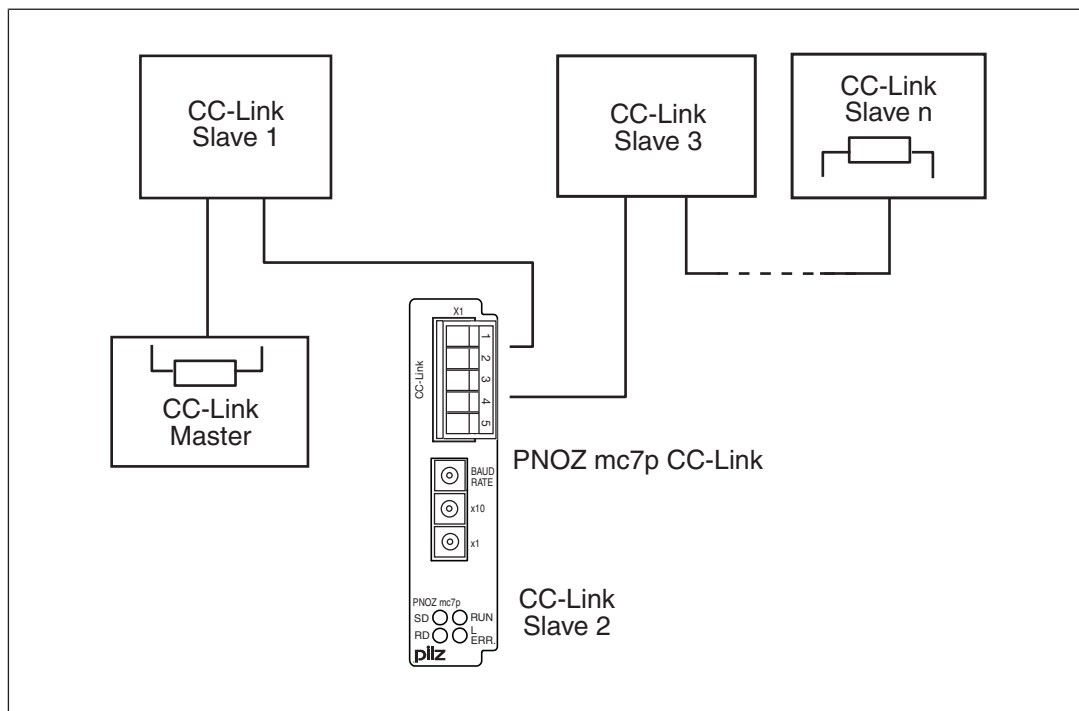 CC-Link
Slave 1
CC-Link
Slave 3
CC-Link
Slave n
CC-Link
Master
X1
CC-Link
1
2
3
4
5
PNOZ mc7p CC-Link
BAUD
RATE
x10
x1
PNOZ mc7p
SD RUN
RD L
ERR.
pilz
CC-Link
Slave 2